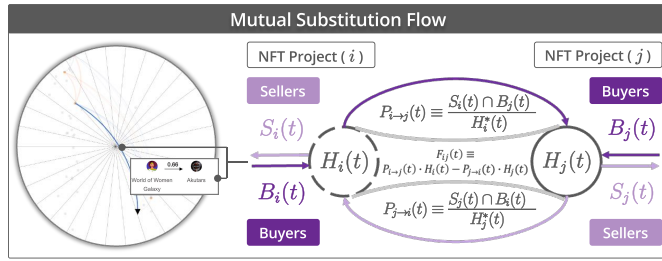 Mutual Substitution Flow
NFT Project ( i )
NFT Project ( j )
Sellers
Buyers
S_i(t)
B_j(t)
P_{i→j}(t) ≡ S_i(t) ∩ B_j(t) / H_i^*(t)
0.66
World of Women
Galaxy
Akutars
H_i(t)
F_{ij}(t) ≡
P_{i→j}(t) · H_i(t) − P_{j→i}(t) · H_j(t)
H_j(t)
B_i(t)
S_j(t)
P_{j→i}(t) ≡ S_j(t) ∩ B_i(t) / H_j^*(t)
Buyers
Sellers